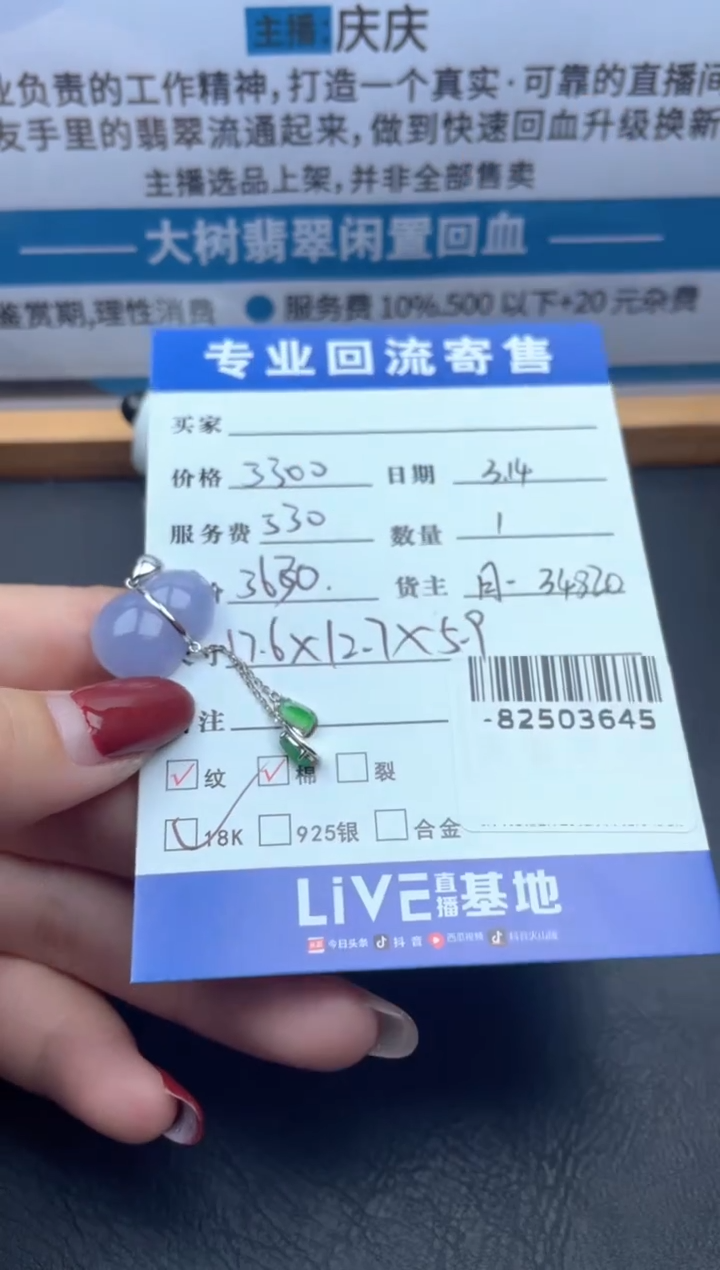 主播:庆庆
业负责的工作精神,打造一个真实·可靠的直播间
友手里的翡翠流通起来,做到快速回血升级换新
主播选品上架,并非全部售卖
大树翡翠闲置回血
鉴赏期,理性消费 ● 服务费 10%.500 以下+20 元杂费
专业回流寄售
买家
价格 3300 日期 3.14
服务费 330 数量 1
3630. 货主 34820
17.6×12.7×5.9
注
-82503645
纹 棉 裂
18K 925银 合金
LiVE直播基地
今日头条 抖音 西瓜视频 抖音火山版